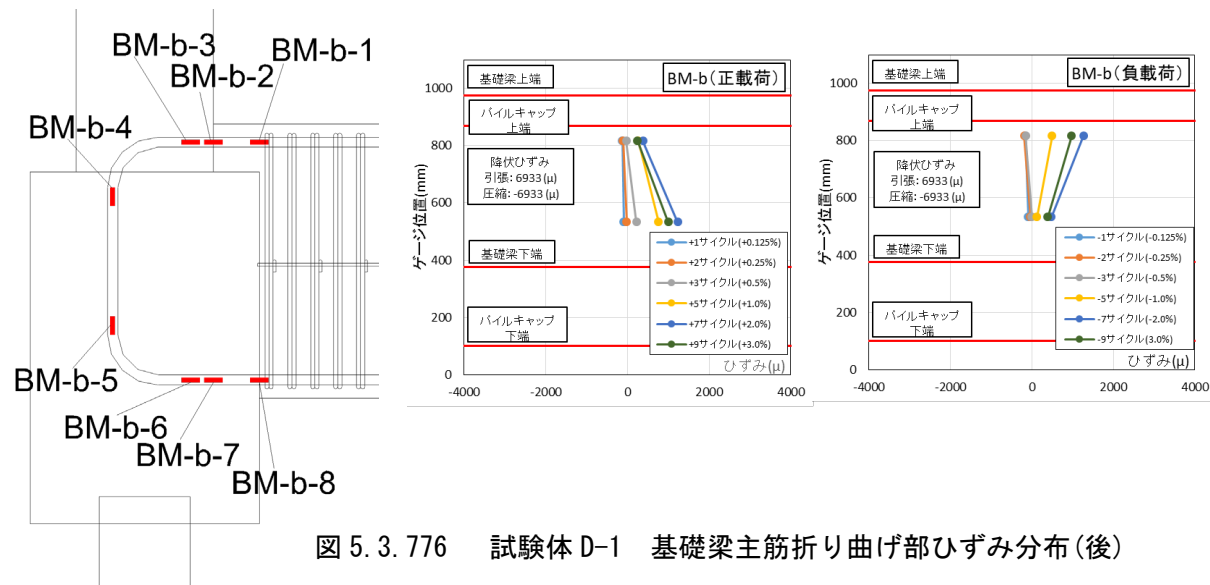 BM-b-3
BM-b-2
BM-b-1
BM-b-4
BM-b-5
BM-b-6
BM-b-7
BM-b-8
BM-b(正載荷)
基礎梁上端
パイルキャップ
上端
降伏ひずみ
引張: 6933(μ)
圧縮: -6933(μ)
基礎梁下端
パイルキャップ
下端
ゲージ位置(mm)
1000
800
600
400
200
0
+1サイクル(+0.125%)
+2サイクル(+0.25%)
+3サイクル(+0.5%)
+5サイクル(+1.0%)
+7サイクル(+2.0%)
+9サイクル(+3.0%)
ひずみ(μ)
-4000 -2000 0 2000 4000
BM-b(負載荷)
基礎梁上端
パイルキャップ
上端
降伏ひずみ
引張: 6933(μ)
圧縮: -6933(μ)
基礎梁下端
パイルキャップ
下端
ゲージ位置(mm)
1000
800
600
400
200
0
-1サイクル(-0.125%)
-2サイクル(-0.25%)
-3サイクル(-0.5%)
-5サイクル(-1.0%)
-7サイクル(-2.0%)
-9サイクル(3.0%)
ひずみ(μ)
-4000 -2000 0 2000 4000
図 5.3.776 試験体 D-1 基礎梁主筋折り曲げ部ひずみ分布(後)